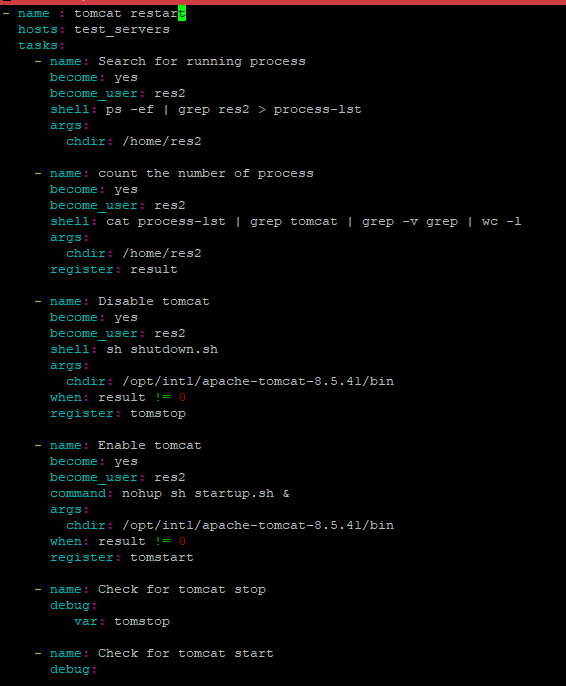 - name : tomcat restart
  hosts: test_servers
  tasks:
    - name: Search for running process
      become: yes
      become_user: res2
      shell: ps -ef | grep res2 > process-lst
      args:
        chdir: /home/res2

    - name: count the number of process
      become: yes
      become_user: res2
      shell: cat process-lst | grep tomcat | grep -v grep | wc -l
      args:
        chdir: /home/res2
      register: result

    - name: Disable tomcat
      become: yes
      become_user: res2
      shell: sh shutdown.sh
      args:
        chdir: /opt/int1/apache-tomcat-8.5.41/bin
      when: result != 0
      register: tomstop

    - name: Enable tomcat
      become: yes
      become_user: res2
      command: nohup sh startup.sh &
      args:
        chdir: /opt/int1/apache-tomcat-8.5.41/bin
      when: result != 0
      register: tomstart

    - name: Check for tomcat stop
      debug:
         var: tomstop

    - name: Check for tomcat start
      debug: